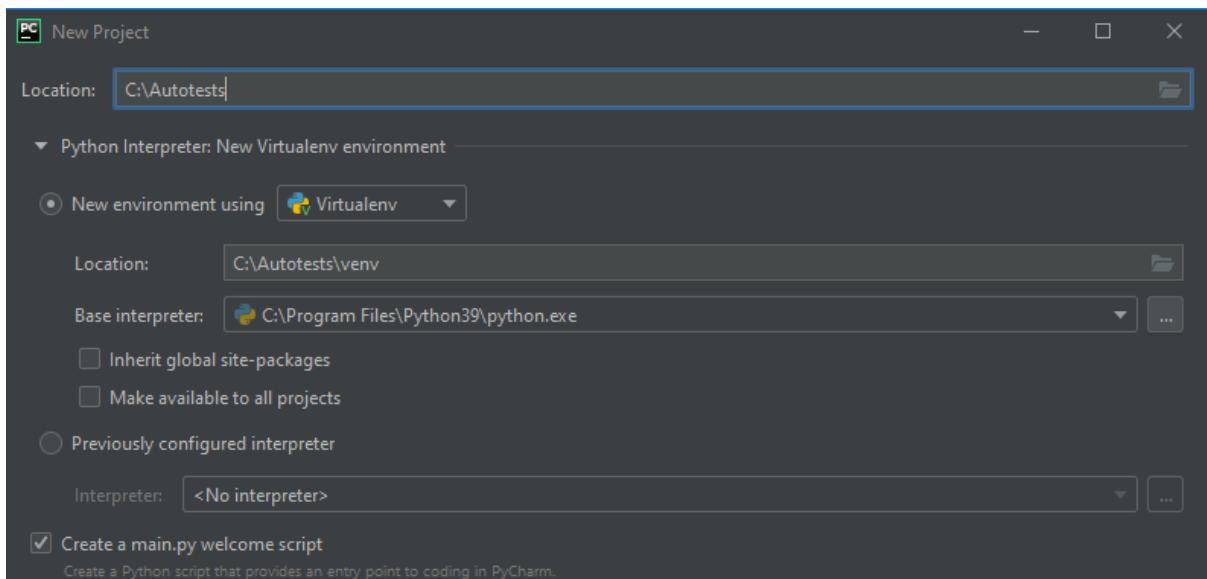 PC New Project
Location: C:\Autotests
Python Interpreter: New Virtualenv environment
New environment using Virtualenv
Location: C:\Autotests\venv
Base interpreter: C:\Program Files\Python39\python.exe ...
Inherit global site-packages
Make available to all projects
Previously configured interpreter
Interpreter: <No interpreter> ...
Create a main.py welcome script
Create a Python script that provides an entry point to coding in PyCharm.